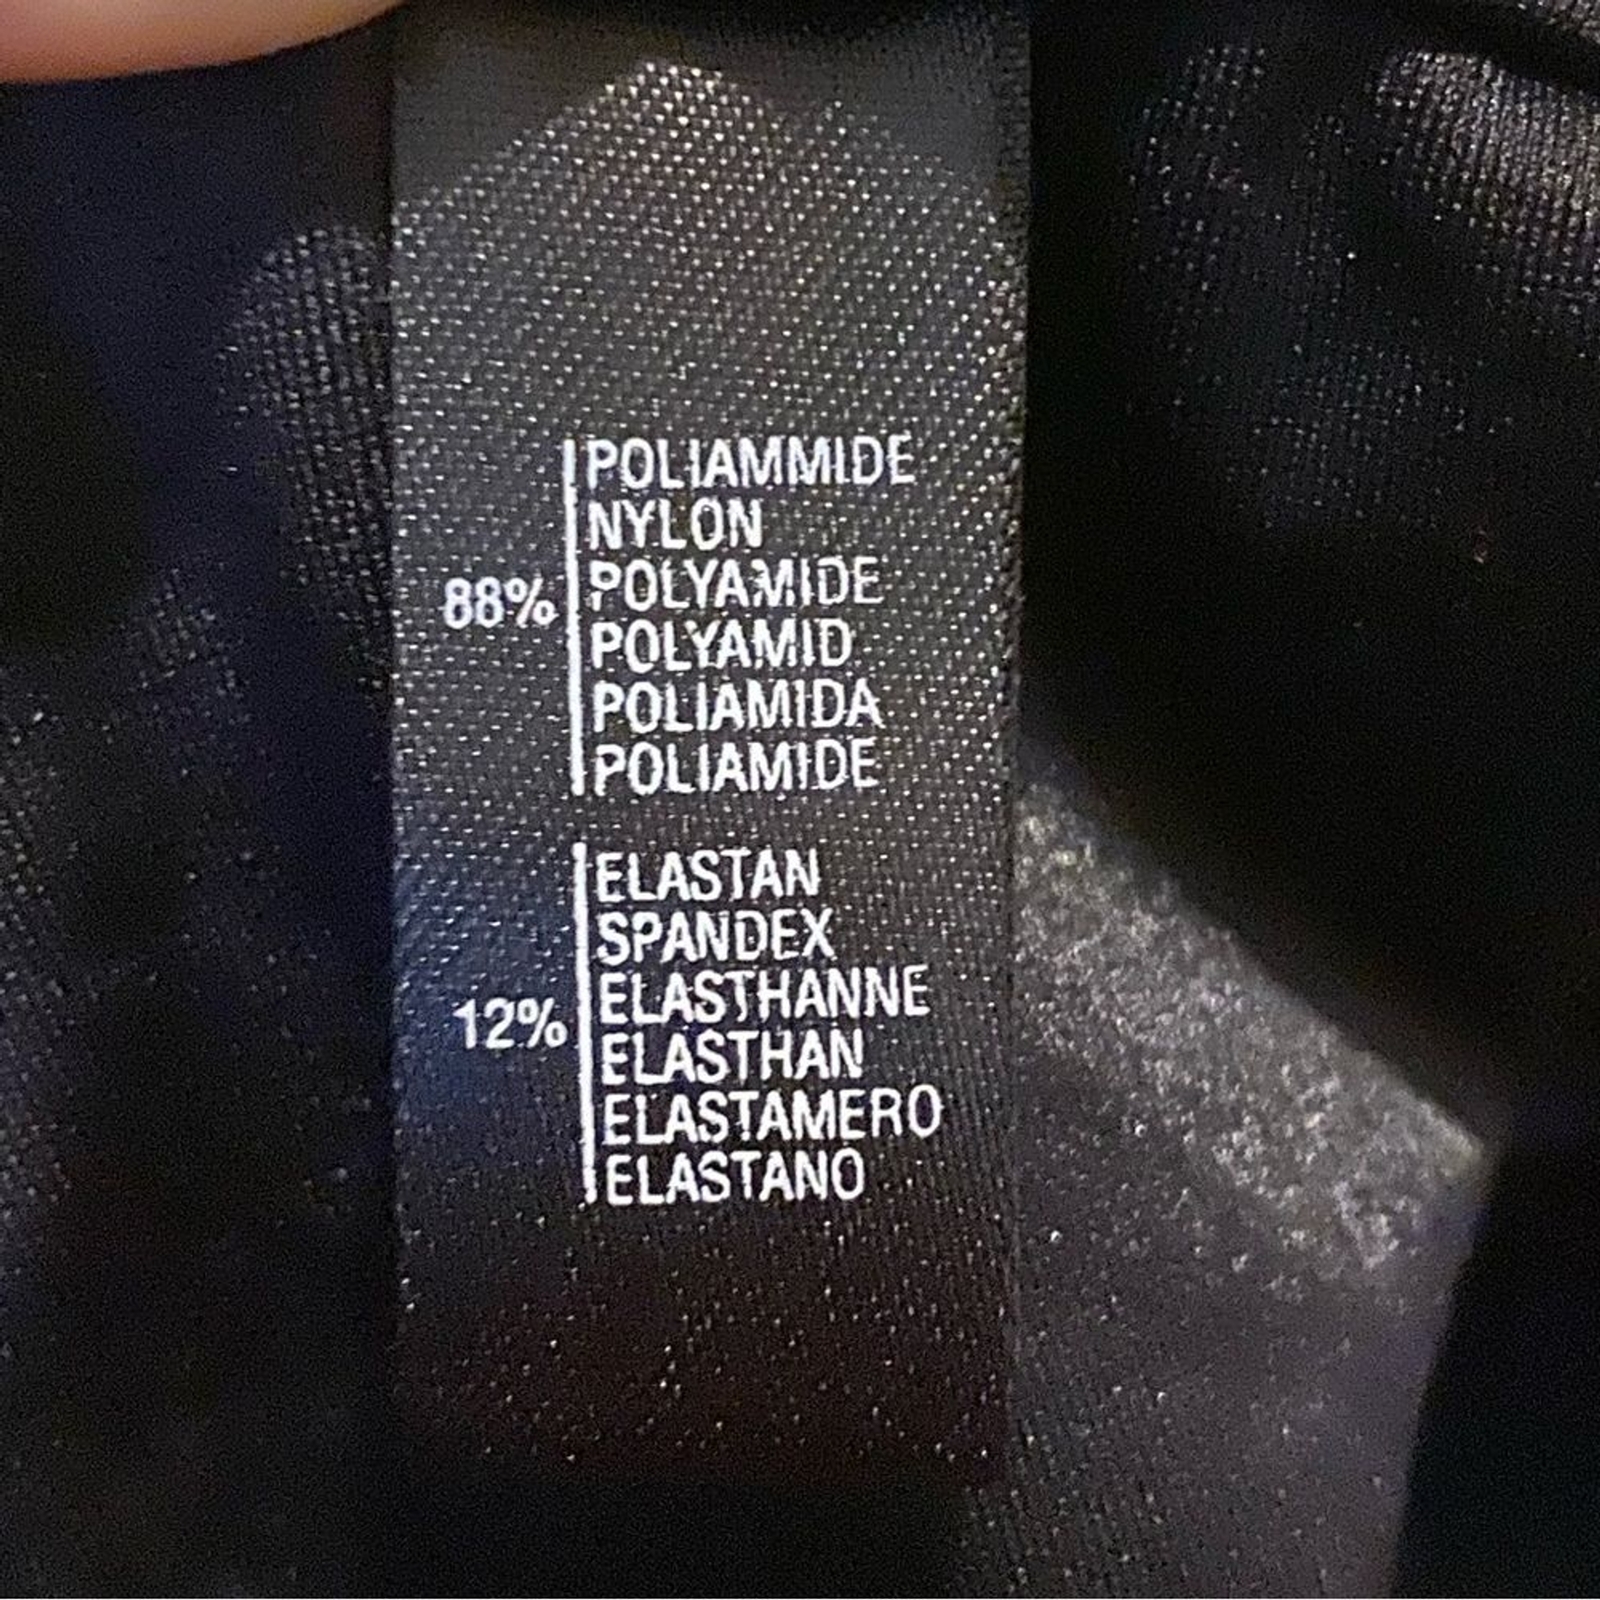 POLIAMMIDE
NYLON
88% POLYAMIDE
POLYAMID
POLIAMIDA
POLIAMIDE
ELASTAN
SPANDEX
12% ELASTHANNE
ELASTHAN
ELASTAMERO
ELASTANO